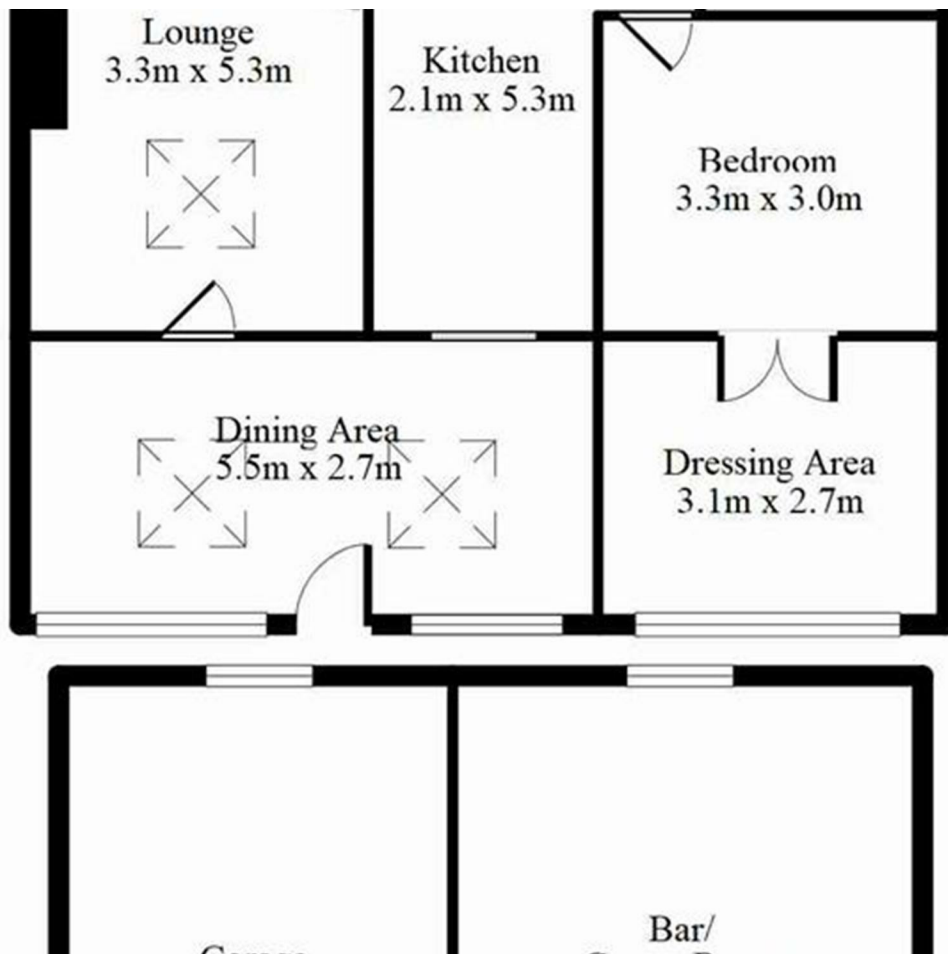 Lounge
3.3m x 5.3m
Kitchen
2.1m x 5.3m
Bedroom
3.3m x 3.0m
Dining Area
5.5m x 2.7m
Dressing Area
3.1m x 2.7m
Bar/